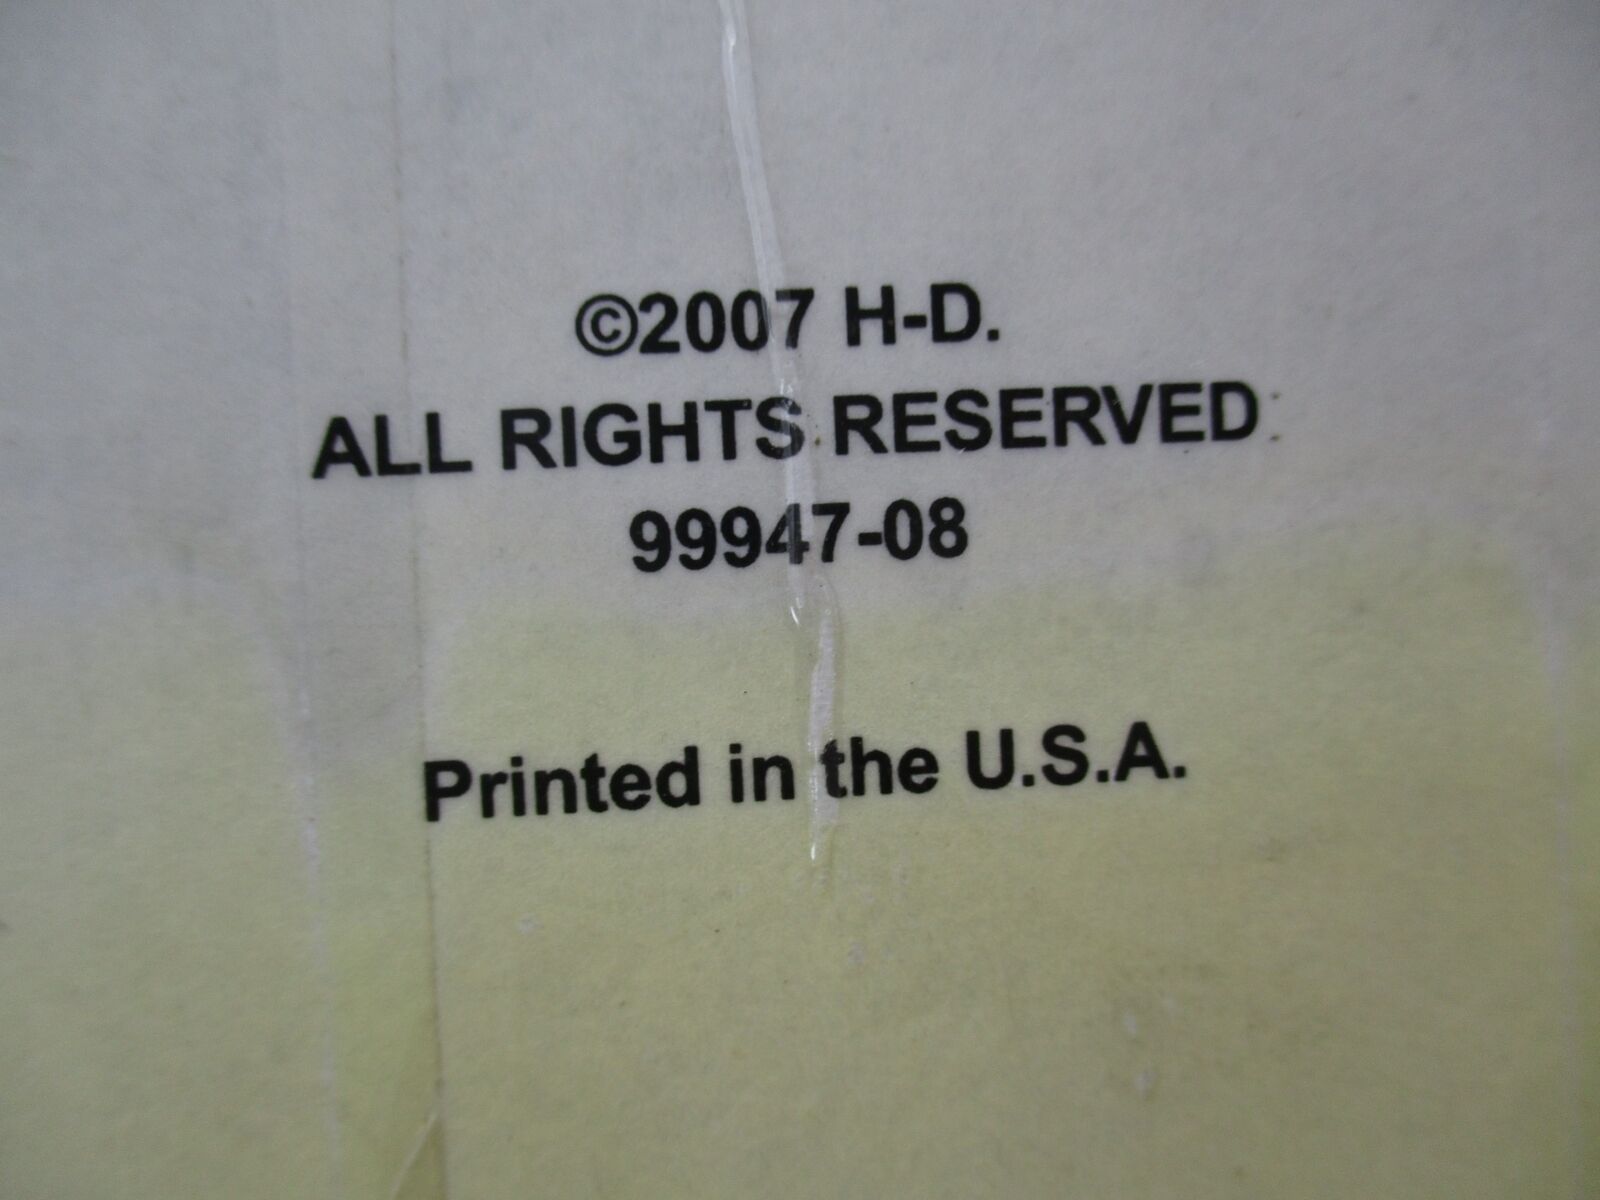 ©2007 H-D.
ALL RIGHTS RESERVED
99947-08
Printed in the U.S.A.